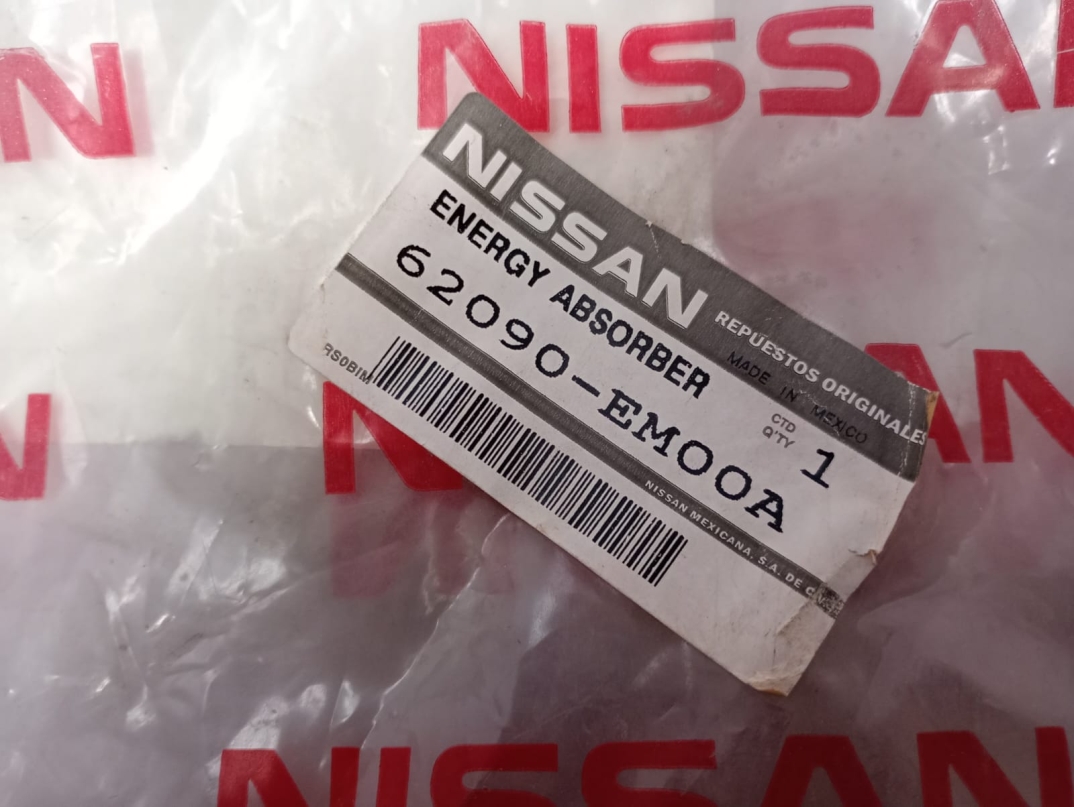 NISSAN
NISSAN
REPUESTOS ORIGINALES
ENERGY ABSORBER
MADE IN MEXICO
62090-EM00A
CTD
Q'TY
1
RS0BIM
NISSAN MEXICANA, S.A. DE C.V.
NISSAN